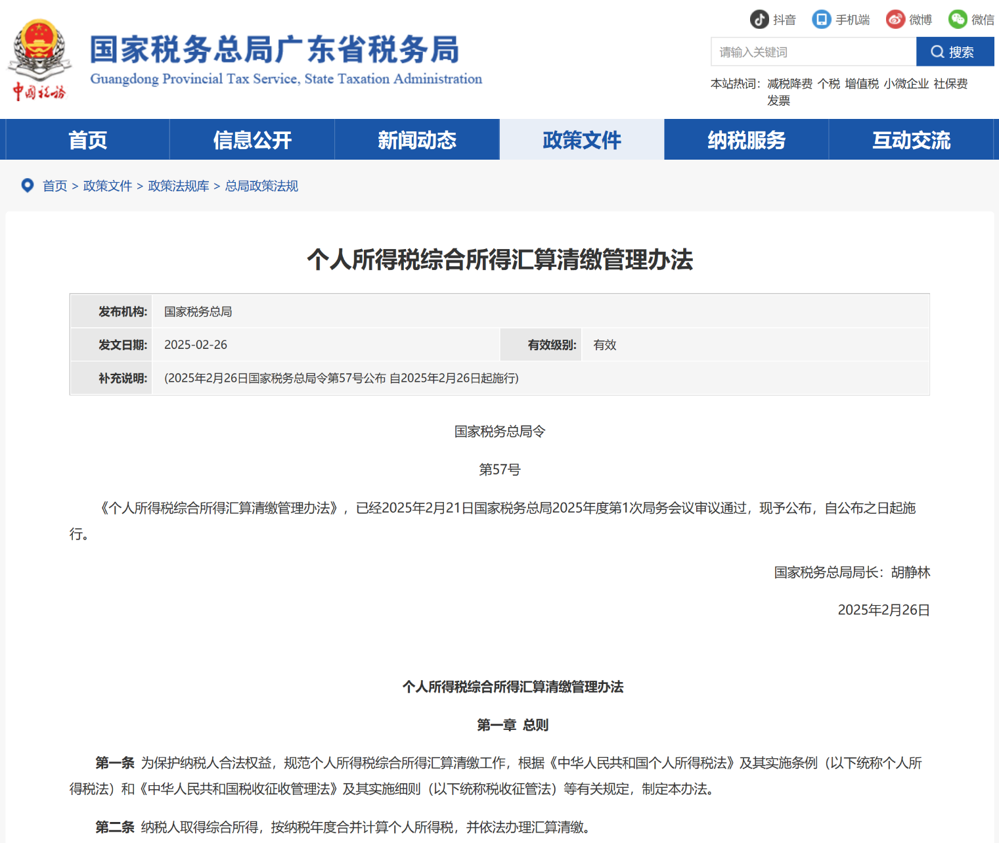 抖音 手机端 微博 微信
国家税务总局广东省税务局
Guangdong Provincial Tax Service, State Taxation Administration
中国税务
请输入关键词 搜索
本站热词：减税降费 个税 增值税 小微企业 社保费
发票
首页 信息公开 新闻动态 政策文件 纳税服务 互动交流
首页 > 政策文件 > 政策法规库 > 总局政策法规
个人所得税综合所得汇算清缴管理办法
发布机构: 国家税务总局
发文日期: 2025-02-26 有效级别: 有效
补充说明: (2025年2月26日国家税务总局令第57号公布 自2025年2月26日起施行)
国家税务总局令
第57号
《个人所得税综合所得汇算清缴管理办法》，已经2025年2月21日国家税务总局2025年度第1次局务会议审议通过，现予公布，自公布之日起施
行。
国家税务总局局长：胡静林
2025年2月26日
个人所得税综合所得汇算清缴管理办法
第一章 总则
第一条 为保护纳税人合法权益，规范个人所得税综合所得汇算清缴工作，根据《中华人民共和国个人所得税法》及其实施条例（以下统称个人所
得税法）和《中华人民共和国税收征收管理法》及其实施细则（以下统称税收征管法）等有关规定，制定本办法。
第二条 纳税人取得综合所得，按纳税年度合并计算个人所得税，并依法办理汇算清缴。